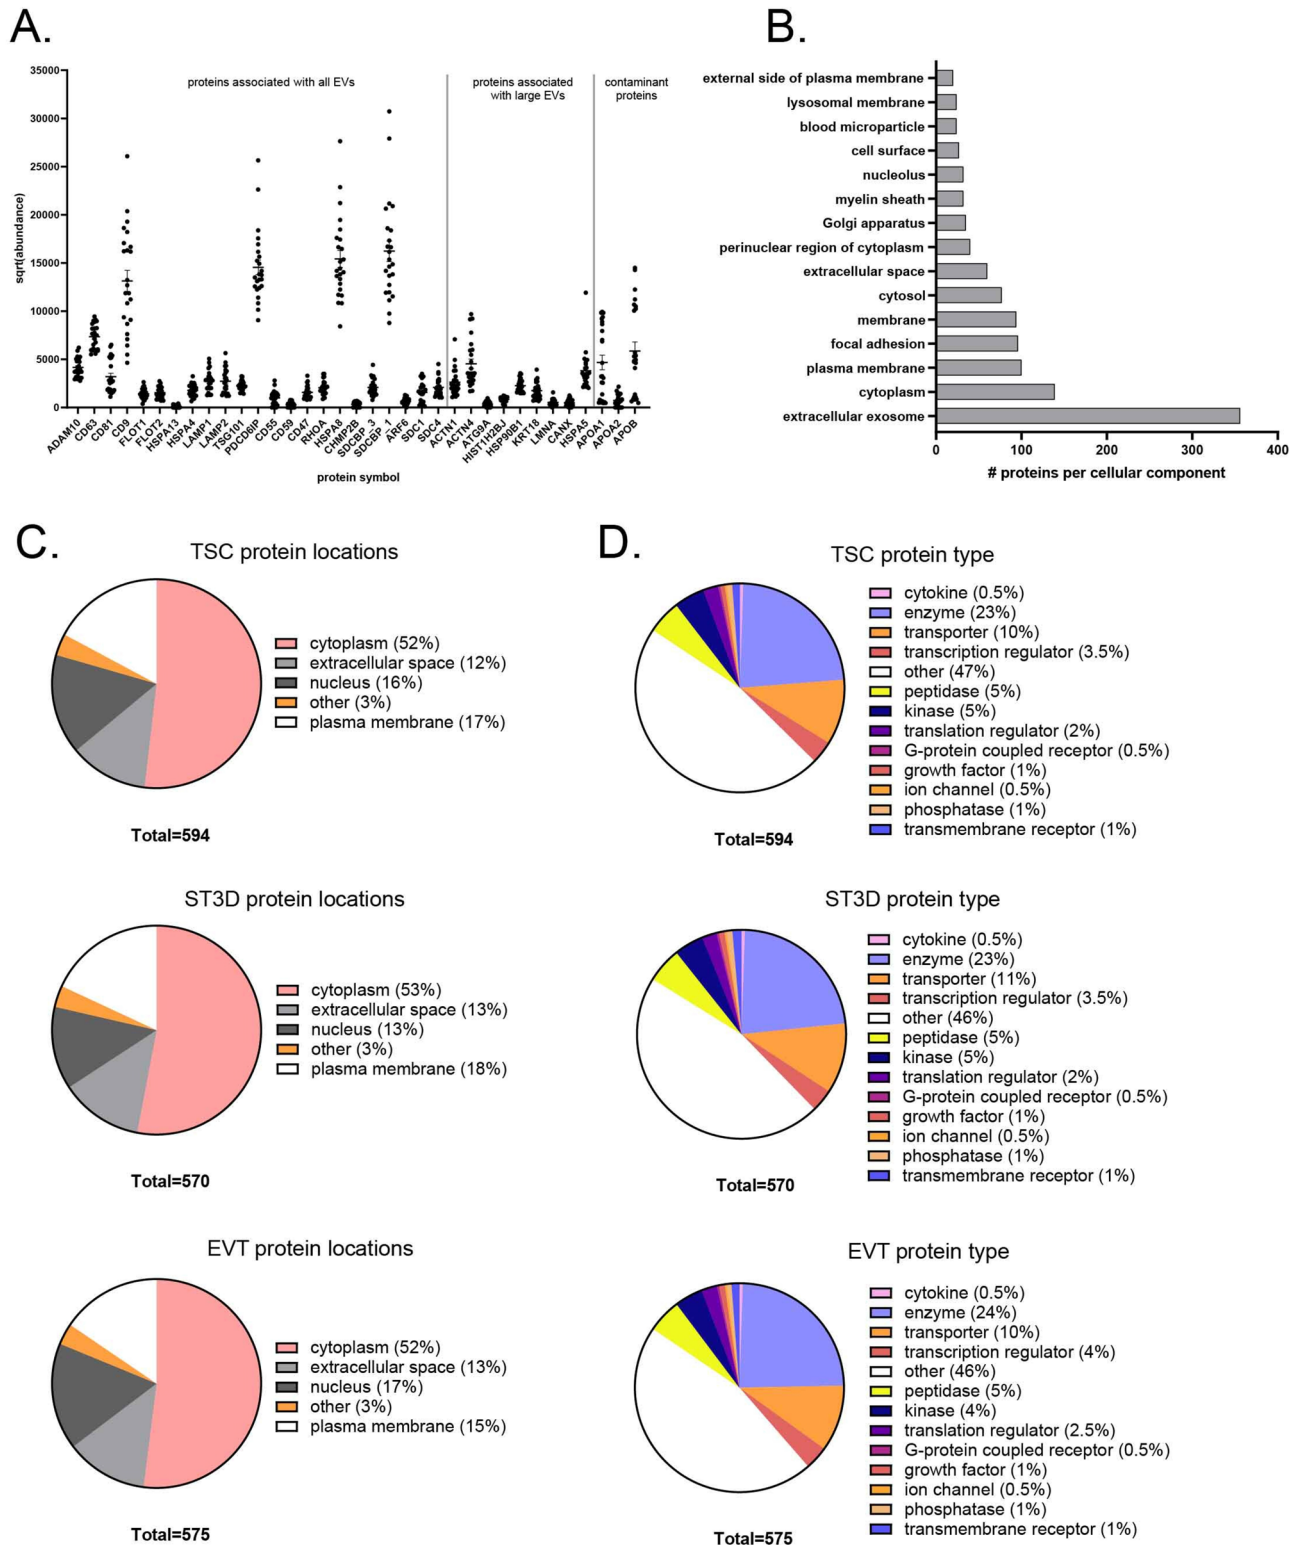 A.
35000
30000
25000
20000
15000
10000
5000
0
sqrt(abundance)
proteins associated with all EVs
proteins associated
with large EVs
contaminant
proteins
ADAM10
CD63
CD81
CD9
FLOT1
FLOT2
HSPA13
HSPA4
LAMP1
LAMP2
TSG101
PDCD6IP
CD55
CD59
CD47
RHOA
HSPA8
CHMP2B
SDCBP_3
SDCBP_1
ARF6
SDC1
SDC4
ACTN1
ACTN4
ATG9A
HIST1H2BJ
HSP90B1
KRT18
LMNA
CANX
HSPA5
APOA1
APOA2
APOB
protein symbol
B.
external side of plasma membrane
lysosomal membrane
blood microparticle
cell surface
nucleolus
myelin sheath
Golgi apparatus
perinuclear region of cytoplasm
extracellular space
cytosol
membrane
focal adhesion
plasma membrane
cytoplasm
extracellular exosome
0 100 200 300 400
# proteins per cellular component
C.
TSC protein locations
cytoplasm (52%)
extracellular space (12%)
nucleus (16%)
other (3%)
plasma membrane (17%)
Total=594
ST3D protein locations
cytoplasm (53%)
extracellular space (13%)
nucleus (13%)
other (3%)
plasma membrane (18%)
Total=570
EVT protein locations
cytoplasm (52%)
extracellular space (13%)
nucleus (17%)
other (3%)
plasma membrane (15%)
Total=575
D.
TSC protein type
cytokine (0.5%)
enzyme (23%)
transporter (10%)
transcription regulator (3.5%)
other (47%)
peptidase (5%)
kinase (5%)
translation regulator (2%)
G-protein coupled receptor (0.5%)
growth factor (1%)
ion channel (0.5%)
phosphatase (1%)
transmembrane receptor (1%)
Total=594
ST3D protein type
cytokine (0.5%)
enzyme (23%)
transporter (11%)
transcription regulator (3.5%)
other (46%)
peptidase (5%)
kinase (5%)
translation regulator (2%)
G-protein coupled receptor (0.5%)
growth factor (1%)
ion channel (0.5%)
phosphatase (1%)
transmembrane receptor (1%)
Total=570
EVT protein type
cytokine (0.5%)
enzyme (24%)
transporter (10%)
transcription regulator (4%)
other (46%)
peptidase (5%)
kinase (4%)
translation regulator (2.5%)
G-protein coupled receptor (0.5%)
growth factor (1%)
ion channel (0.5%)
phosphatase (1%)
transmembrane receptor (1%)
Total=575